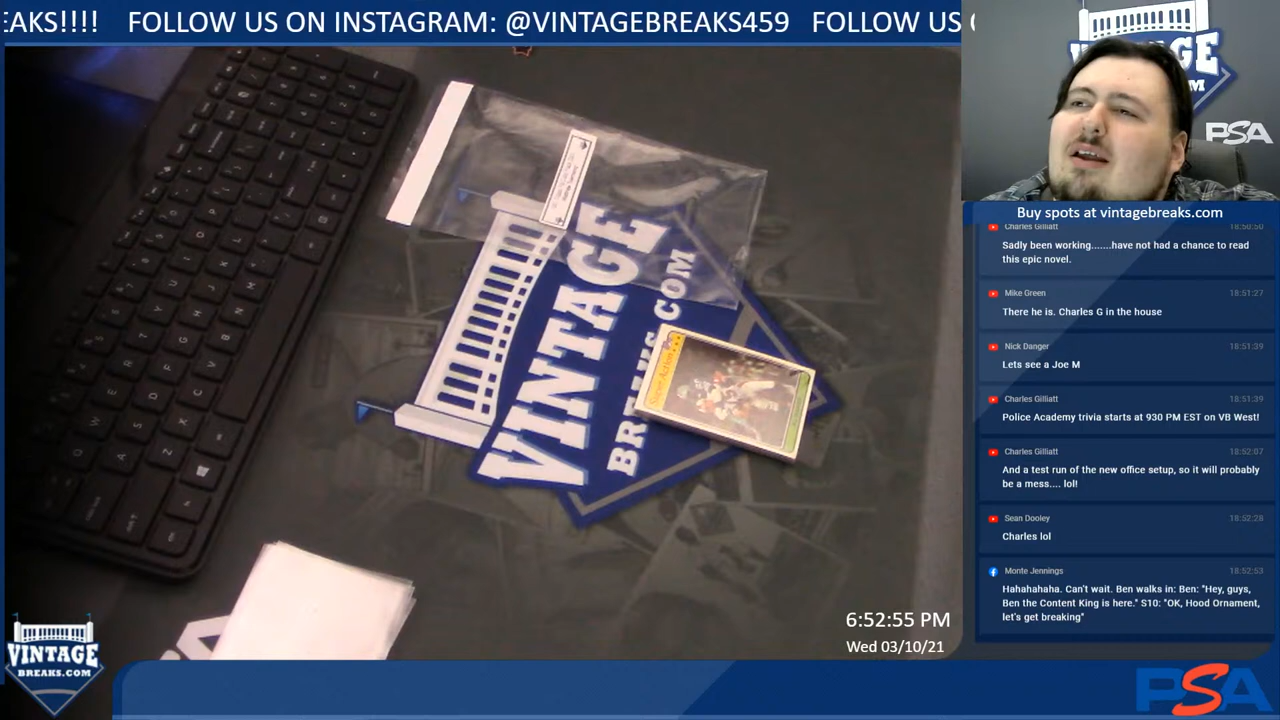 EAKS!!!! FOLLOW US ON INSTAGRAM: @VINTAGEBREAKS459 FOLLOW US
VINTAGE
M
PSA
Buy spots at vintagebreaks.com
Charles Gilliatt 18:50:50
Sadly been working.......have not had a chance to read
this epic novel.
Mike Green 18:51:27
There he is. Charles G in the house
Nick Danger 18:51:39
Lets see a Joe M
Charles Gilliatt 18:51:39
Police Academy trivia starts at 930 PM EST on VB West!
Charles Gilliatt 18:52:07
And a test run of the new office setup, so it will probably
be a mess.... lol!
Sean Dooley 18:52:28
Charles lol
Monte Jennings 18:52:53
Hahahahaha. Can't wait. Ben walks in: Ben: "Hey, guys,
Ben the Content King is here." S10: "OK, Hood Ornament,
let's get breaking"
VINTAGE
BREAKS.COM
Super Action
6:52:55 PM
Wed 03/10/21
VINTAGE
BREAKS.COM
PSA